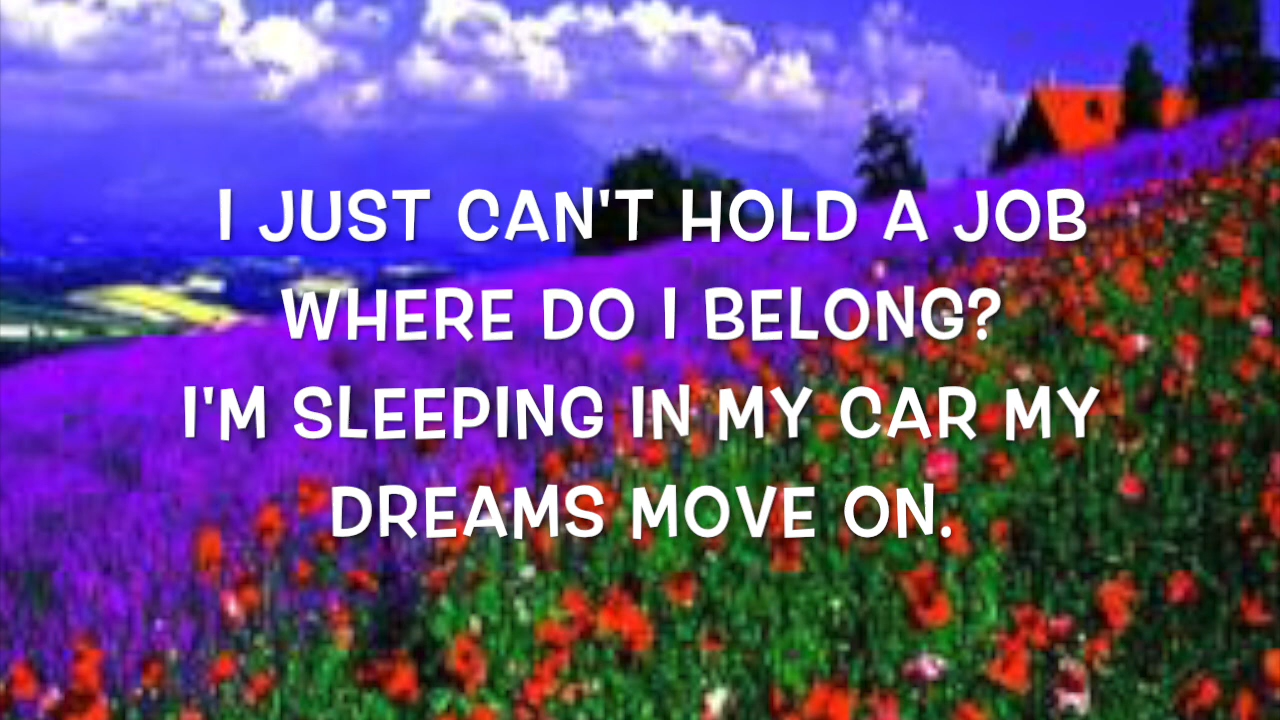 I JUST CAN'T HOLD A JOB
WHERE DO I BELONG?
I'M SLEEPING IN MY CAR MY
DREAMS MOVE ON.